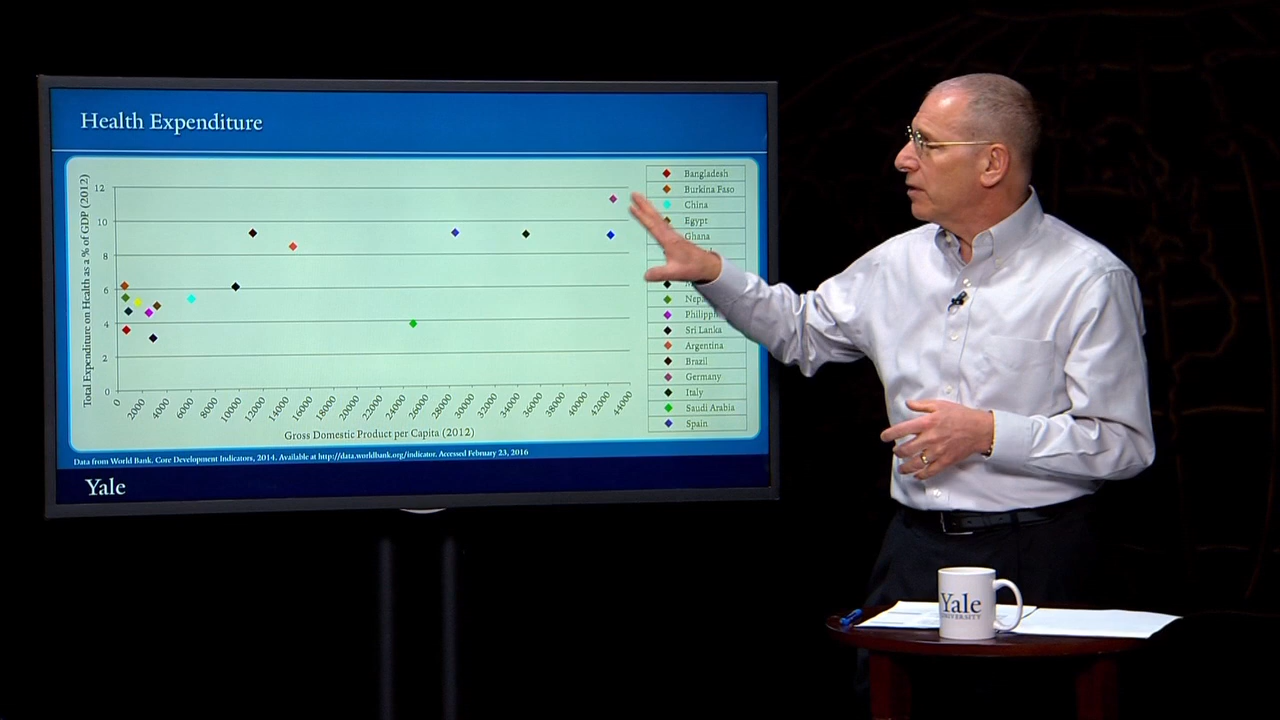 Health Expenditure
Total Expenditure on Health as a % of GDP (2012)
12
10
8
6
4
2
0
0 2000 4000 6000 8000 10000 12000 14000 16000 18000 20000 22000 24000 26000 28000 30000 32000 34000 36000 38000 40000 42000 44000
Gross Domestic Product per Capita (2012)
Bangladesh
Burkina Faso
China
Egypt
Ghana
Nepa
Philipp
Sri Lanka
Argentina
Brazil
Germany
Italy
Saudi Arabia
Spain
Data from World Bank. Core Development Indicators, 2014. Available at http://data.worldbank.org/indicator. Accessed February 23, 2016
Yale
Yale
UNIVERSITY